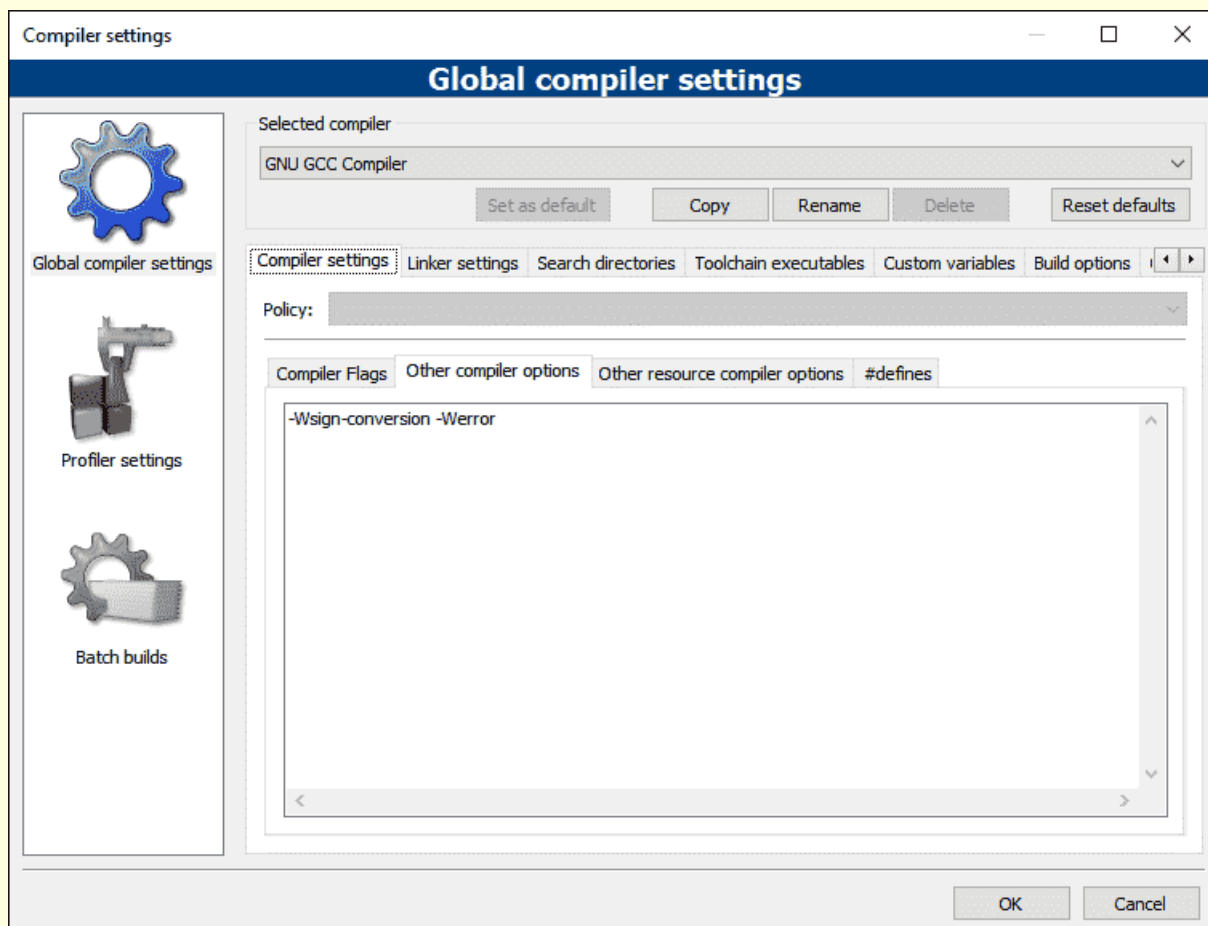 Compiler settings
Global compiler settings
Global compiler settings
Profiler settings
Batch builds
Selected compiler
GNU GCC Compiler
Set as default Copy Rename Delete Reset defaults
Compiler settings Linker settings Search directories Toolchain executables Custom variables Build options
Policy:
Compiler Flags Other compiler options Other resource compiler options #defines
-Wsign-conversion -Werror
OK Cancel